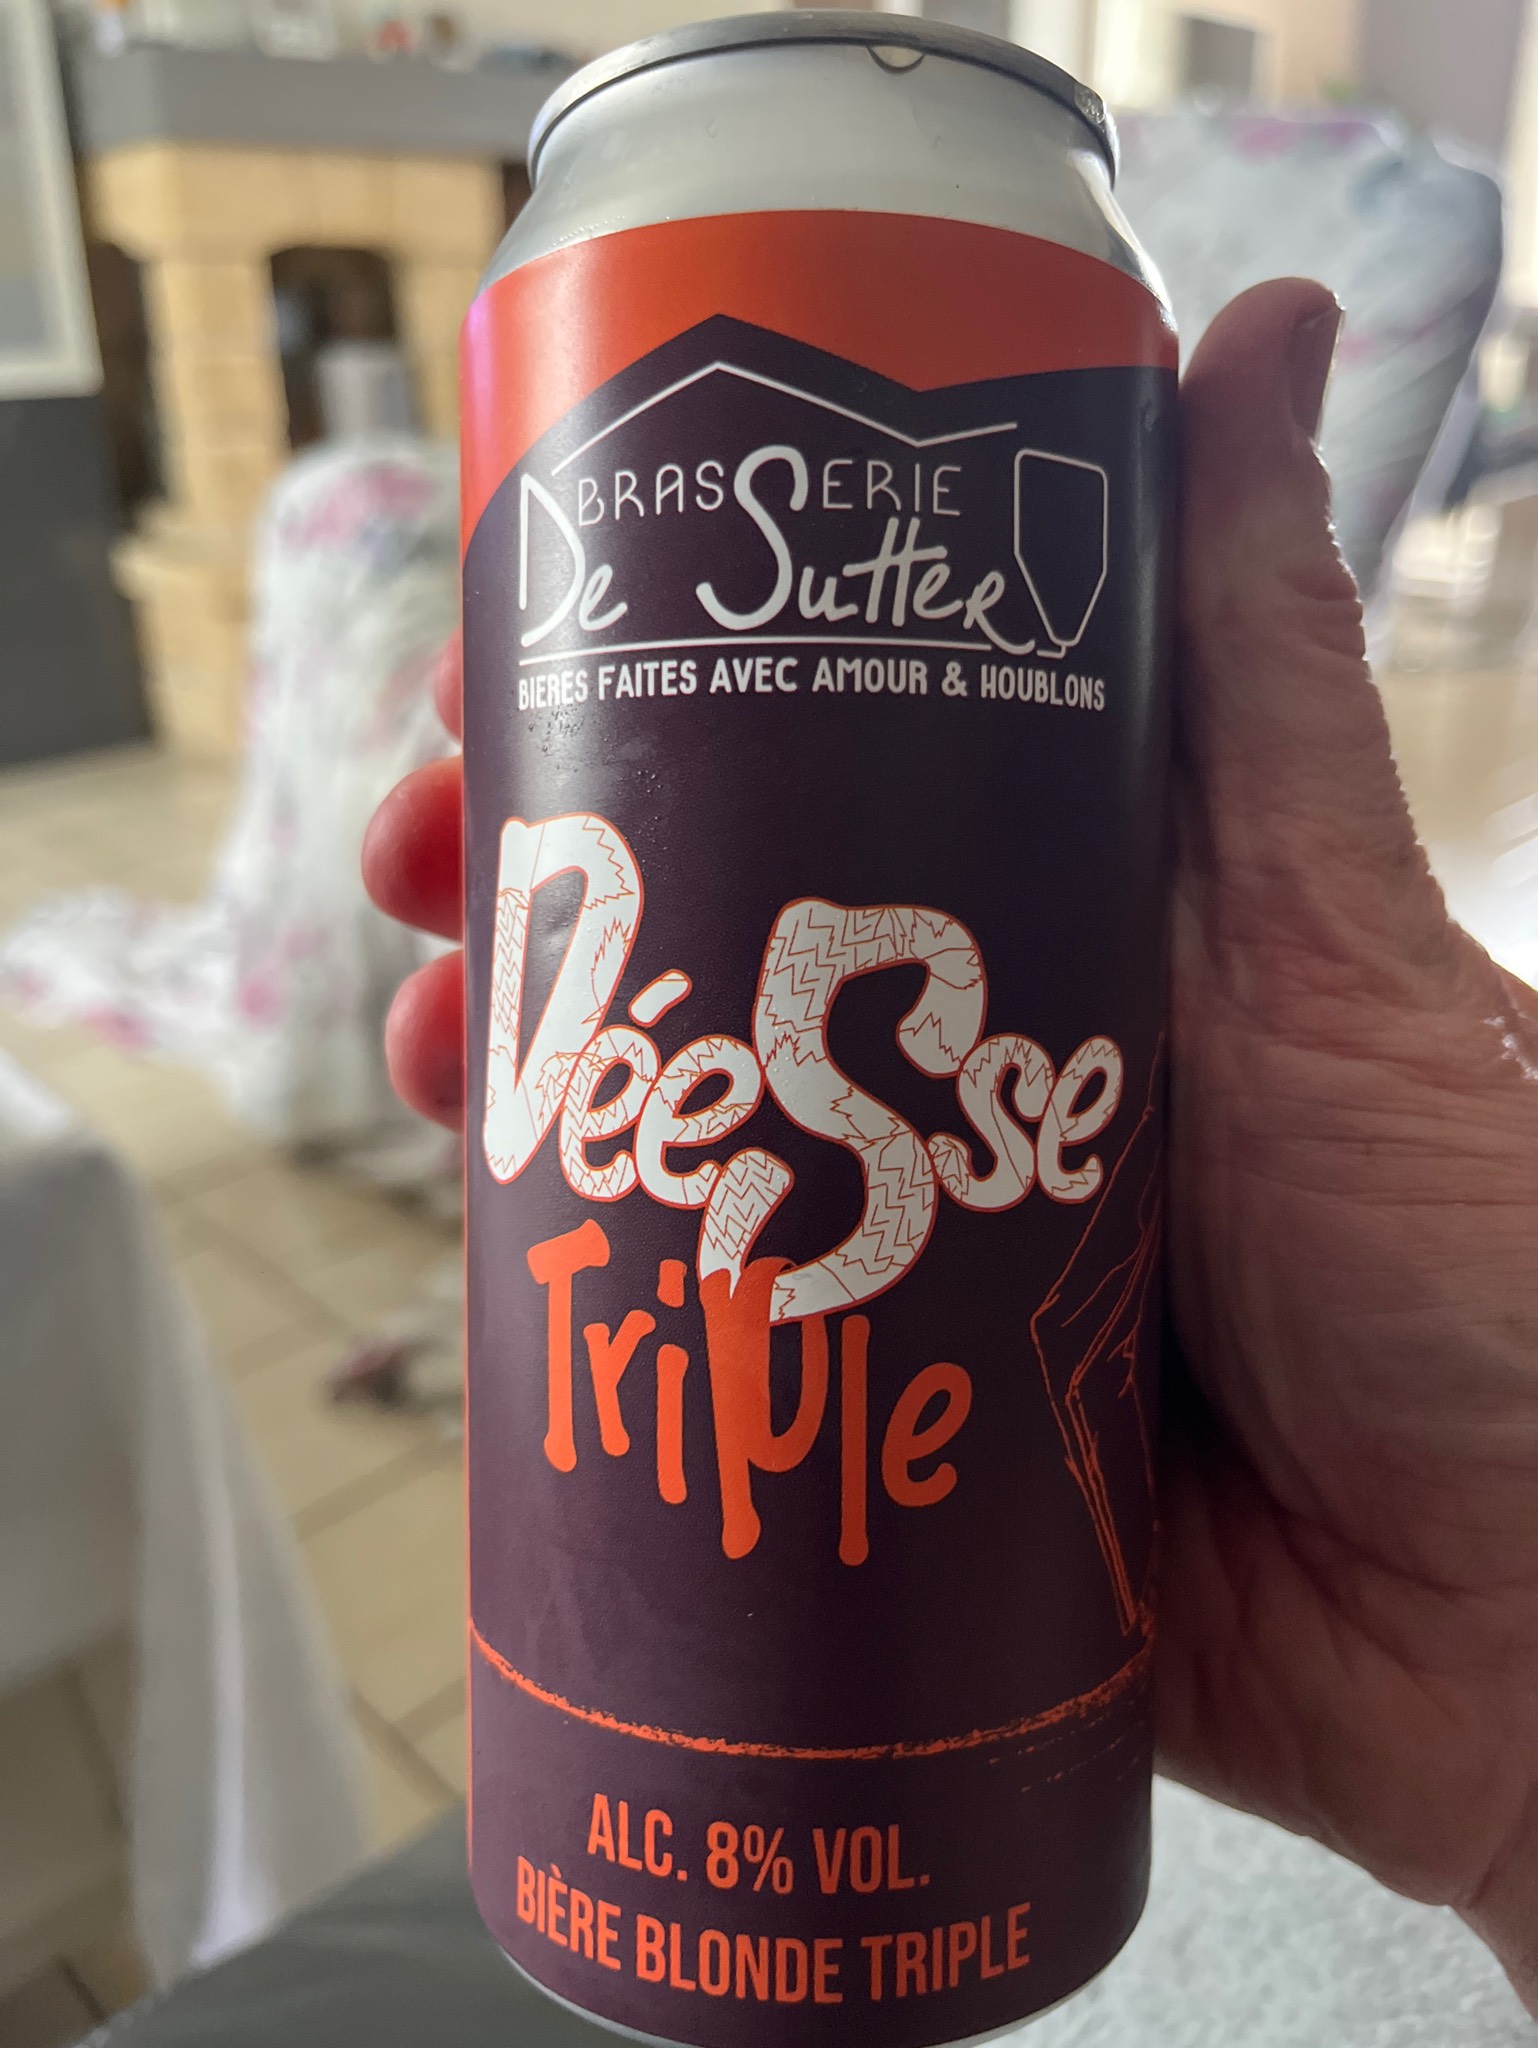 BRASSERIE
De Sutter
BIERES FAITES AVEC AMOUR & HOUBLONS
DéeSse
Triple
ALC. 8% VOL.
BIÈRE BLONDE TRIPLE